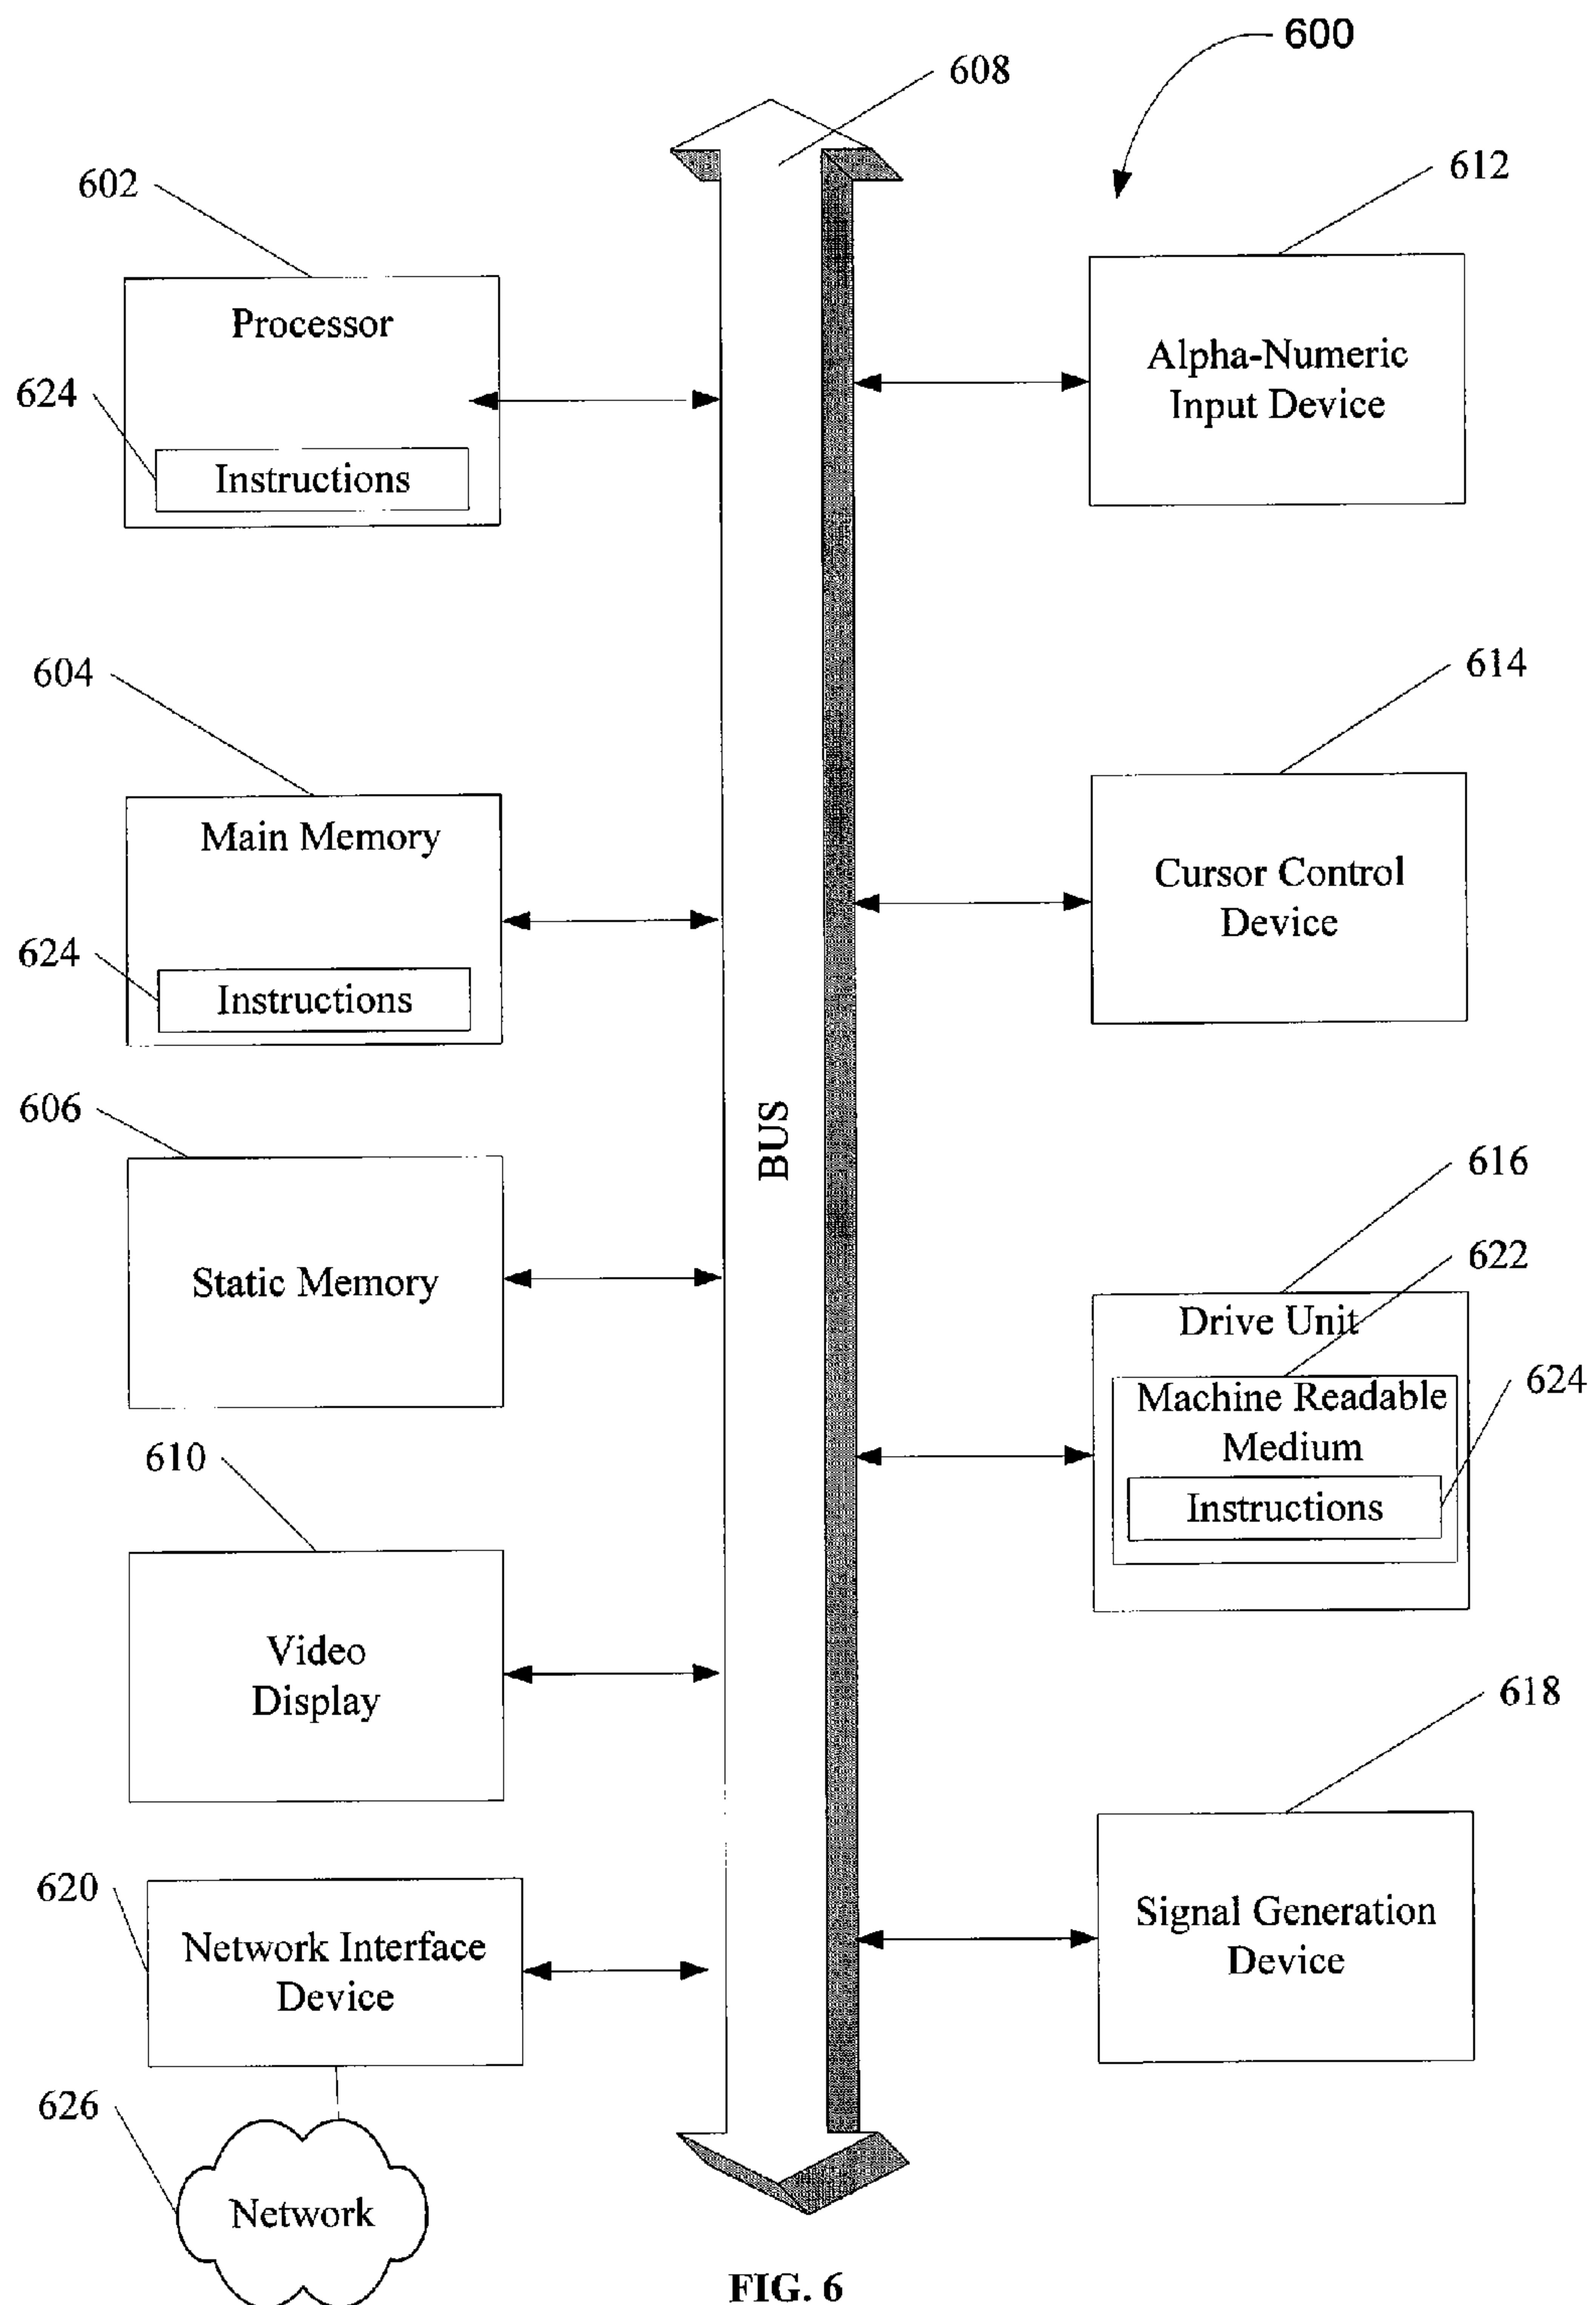 600
608
602
612
Processor
624
Instructions
Alpha-Numeric
Input Device
604
614
Main Memory
624
Instructions
Cursor Control
Device
606
BUS
616
Static Memory
622
Drive Unit
624
Machine Readable
Medium
Instructions
610
Video
Display
618
620
Network Interface
Device
Signal Generation
Device
626
Network
FIG. 6